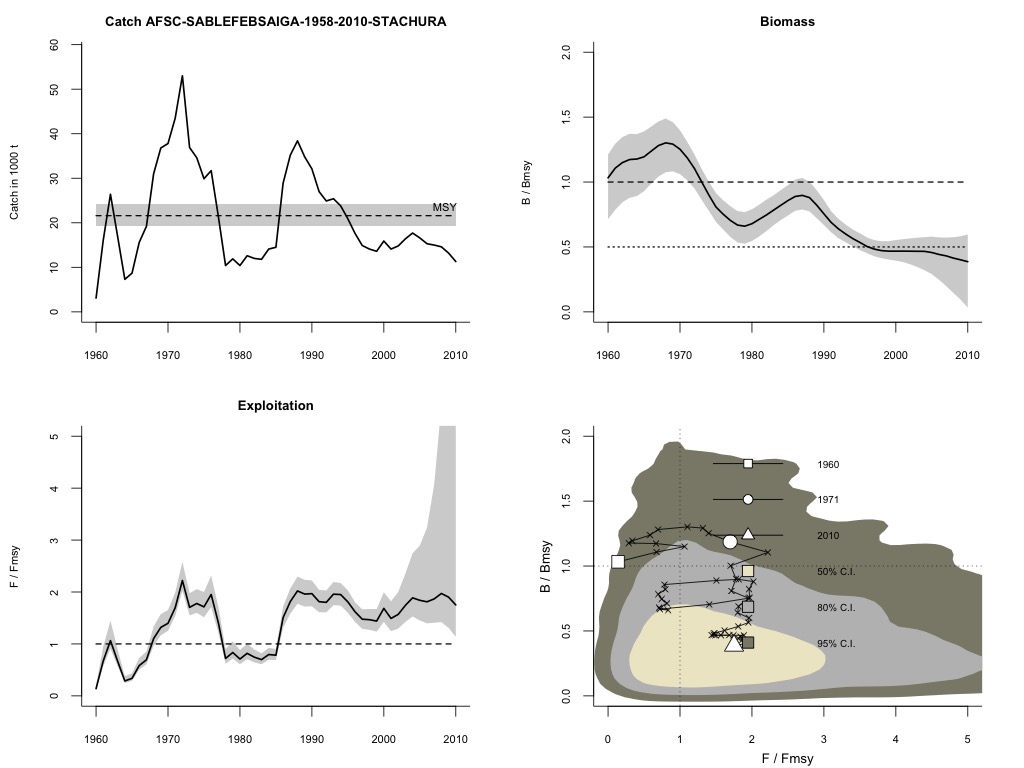 Catch AFSC-SABLEFEBSAIGA-1958-2010-STACHURA
Catch in 1000 t
60
50
40
30
20
10
0
MSY
1960 1970 1980 1990 2000 2010
Biomass
B / Bmsy
2.0
1.5
1.0
0.5
0.0
1960 1970 1980 1990 2000 2010
Exploitation
F / Fmsy
5
4
3
2
1
0
1960 1970 1980 1990 2000 2010
B / Bmsy
2.0
1.5
1.0
0.5
0.0
1960
1971
2010
50% C.I.
80% C.I.
95% C.I.
0 1 2 3 4 5
F / Fmsy